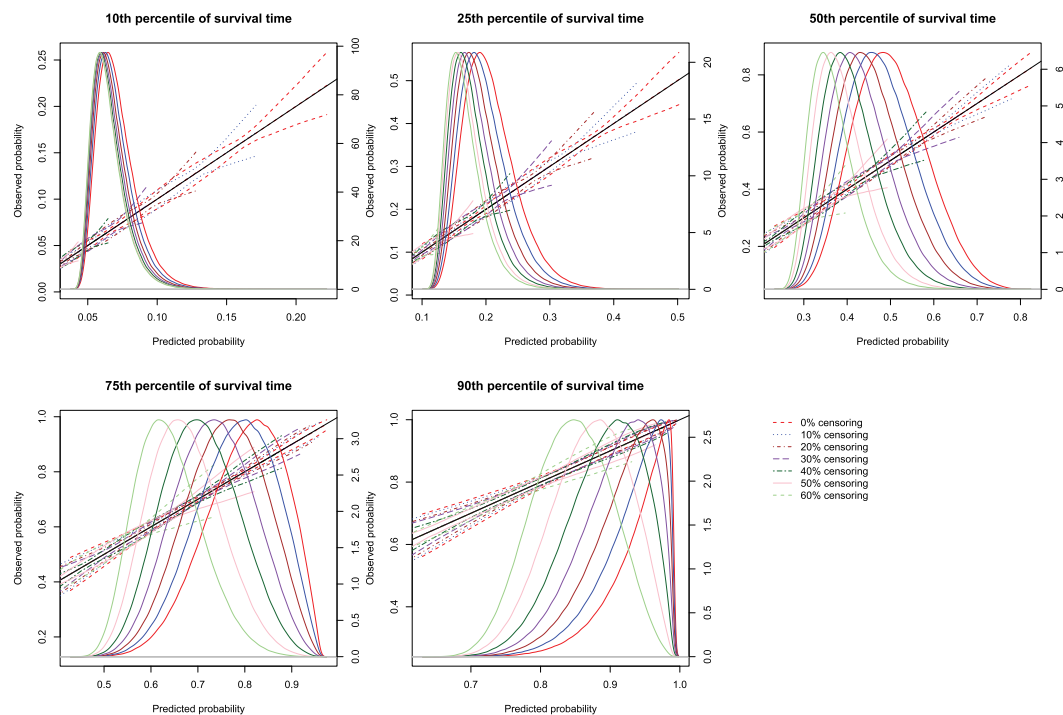 10th percentile of survival time
25th percentile of survival time
50th percentile of survival time
Observed probability
0.00 0.05 0.10 0.15 0.20 0.25
0 20 40 60 80 100
0.05 0.10 0.15 0.20
Predicted probability
Observed probability
0.0 0.1 0.2 0.3 0.4 0.5
0 5 10 15 20
0.1 0.2 0.3 0.4 0.5
Predicted probability
0.2 0.4 0.6 0.8
0 1 2 3 4 5 6
0.3 0.4 0.5 0.6 0.7 0.8
Predicted probability
75th percentile of survival time
90th percentile of survival time
Observed probability
0.2 0.4 0.6 0.8 1.0
0.0 0.5 1.0 1.5 2.0 2.5 3.0
0.5 0.6 0.7 0.8 0.9
Predicted probability
Observed probability
0.4 0.6 0.8 1.0
0.0 0.5 1.0 1.5 2.0 2.5
0.7 0.8 0.9 1.0
Predicted probability
0% censoring
10% censoring
20% censoring
30% censoring
40% censoring
50% censoring
60% censoring